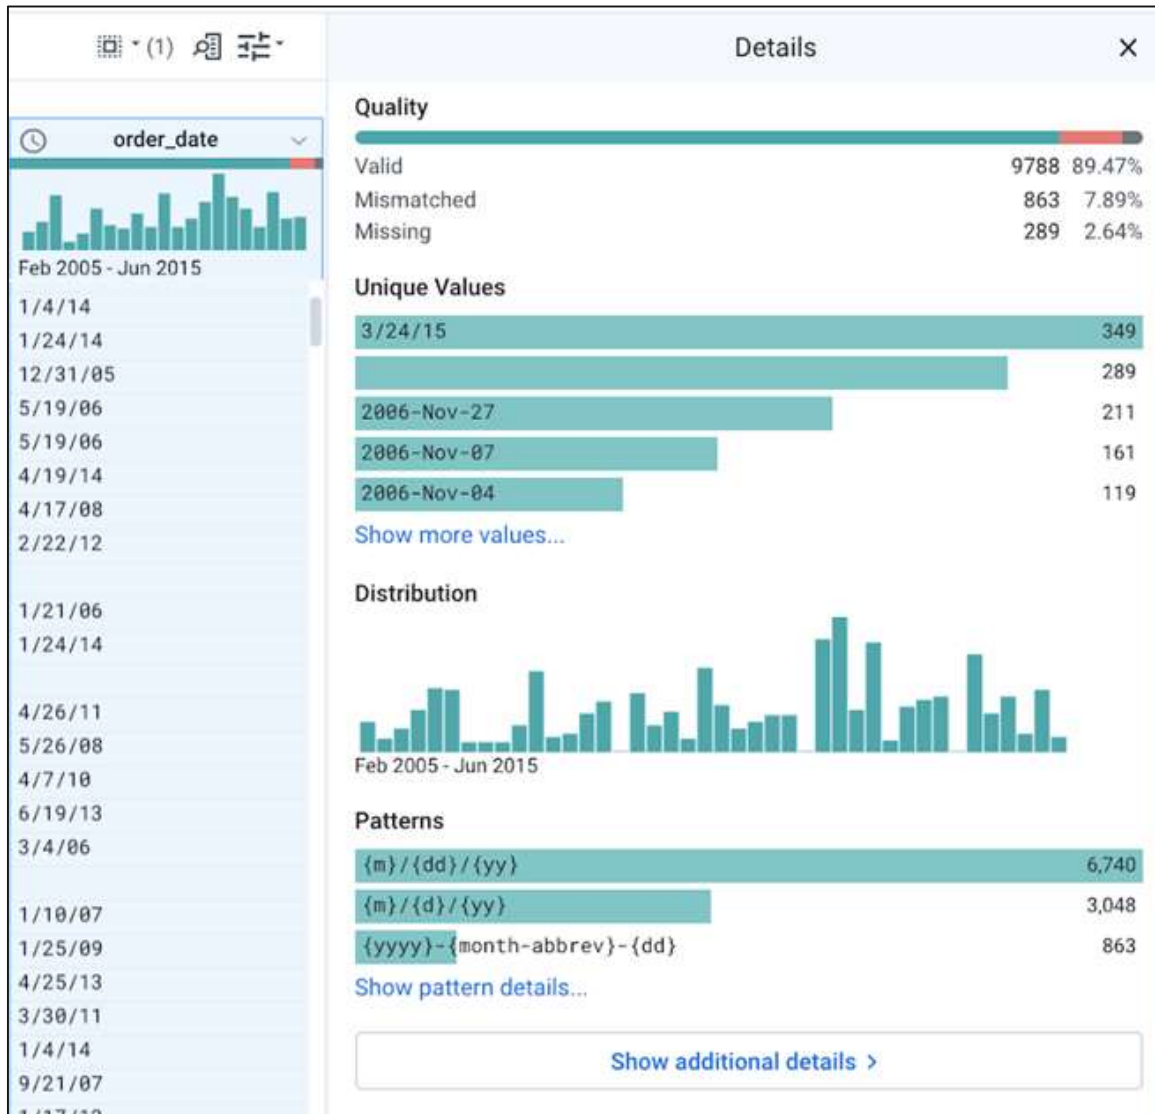 (1)
Details
order_date
Feb 2005 - Jun 2015
1/4/14
1/24/14
12/31/05
5/19/06
5/19/06
4/19/14
4/17/08
2/22/12
1/21/06
1/24/14
4/26/11
5/26/08
4/7/10
6/19/13
3/4/06
1/10/07
1/25/09
4/25/13
3/30/11
1/4/14
9/21/07
Quality
Valid 9788 89.47%
Mismatched 863 7.89%
Missing 289 2.64%
Unique Values
3/24/15 349
289
2006-Nov-27 211
2006-Nov-07 161
2006-Nov-04 119
Show more values...
Distribution
Feb 2005 - Jun 2015
Patterns
{m}/{dd}/{yy} 6,740
{m}/{d}/{yy} 3,048
{yyyy}-{month-abbrev}-{dd} 863
Show pattern details...
Show additional details >